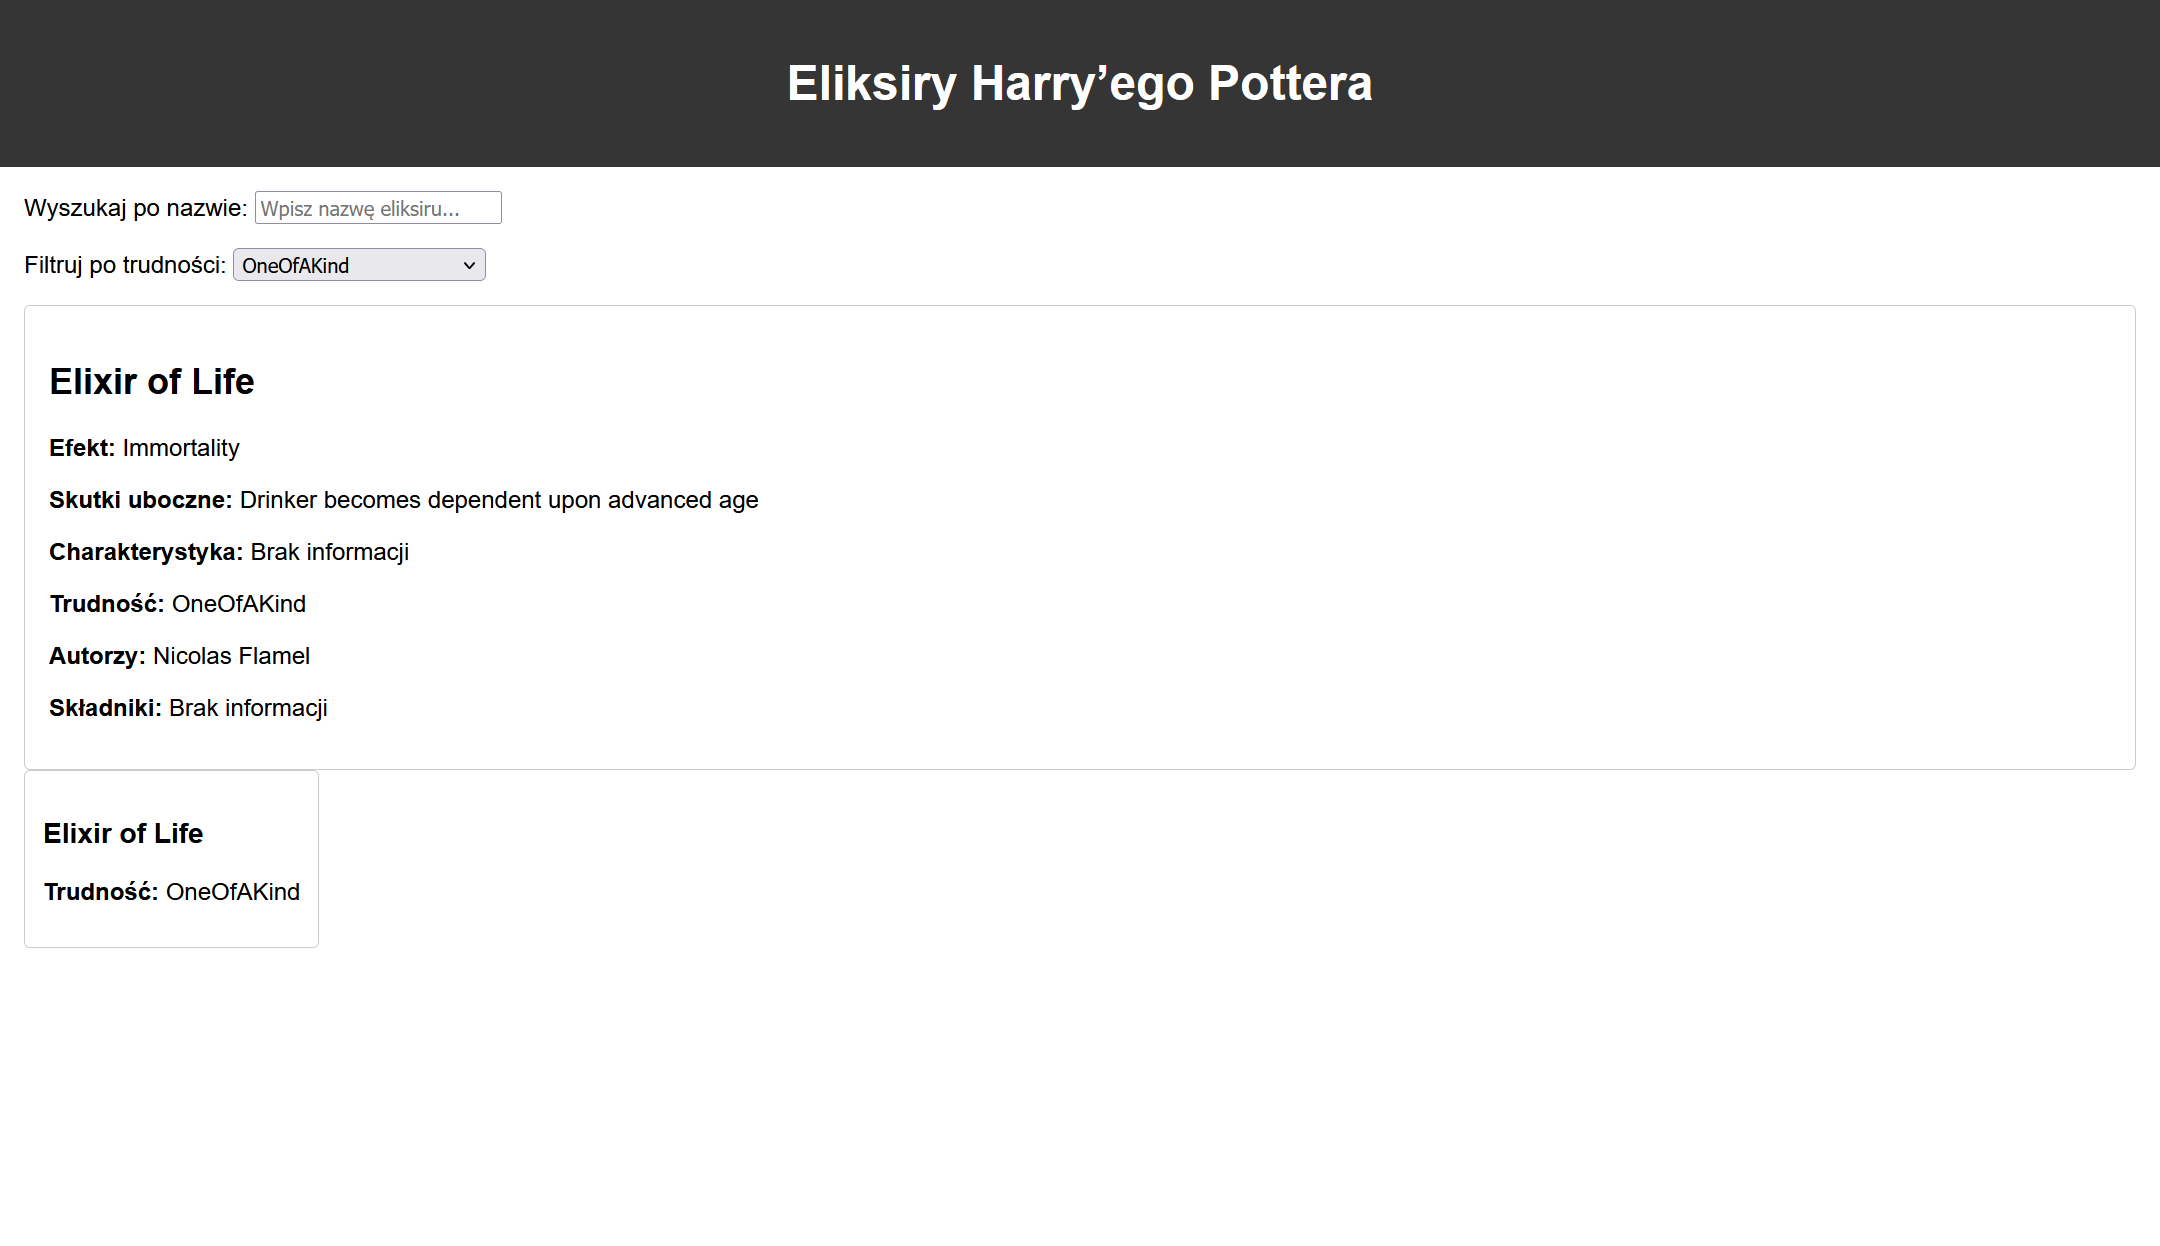 Eliksiry Harry’ego Pottera
Wyszukaj po nazwie: Wpisz nazwę eliksiru...
Filtruj po trudności: OneOfAKind
Elixir of Life
Efekt: Immortality
Skutki uboczne: Drinker becomes dependent upon advanced age
Charakterystyka: Brak informacji
Trudność: OneOfAKind
Autorzy: Nicolas Flamel
Składniki: Brak informacji
Elixir of Life
Trudność: OneOfAKind